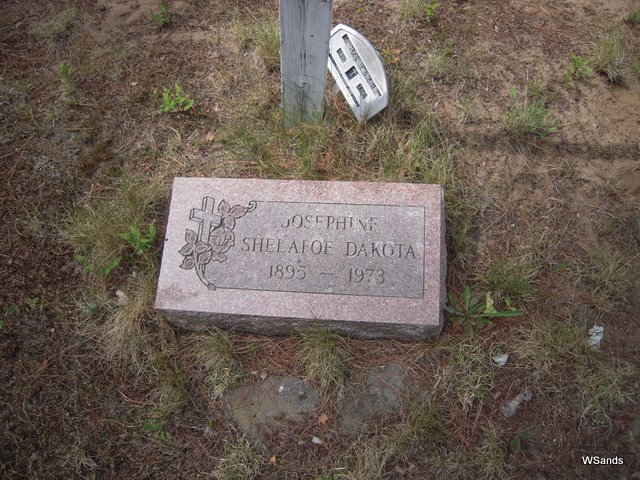 JOSEPHINE
SHELAFOE DAKOTA
1895 — 1973
WSands